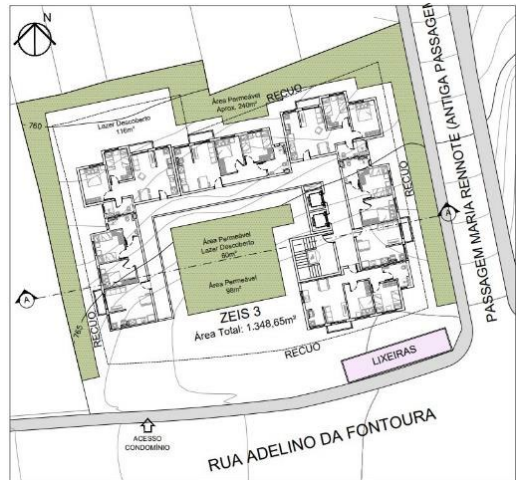 N
Área Permeável
Aprox. 240m²
760
Lazer Descoberto
116m²
RECUO
RECUO
PASSAGEM MARIA RENNOTE (ANTIGA PASSAGEM
A
Área Permeável
Lazer Descoberto
60m²
Área Permeável
98m²
A
765
RECUO
ZEIS 3
Área Total: 1.348,65m²
RECUO
LIXEIRAS
ACESSO
CONDOMÍNIO
RUA ADELINO DA FONTOURA